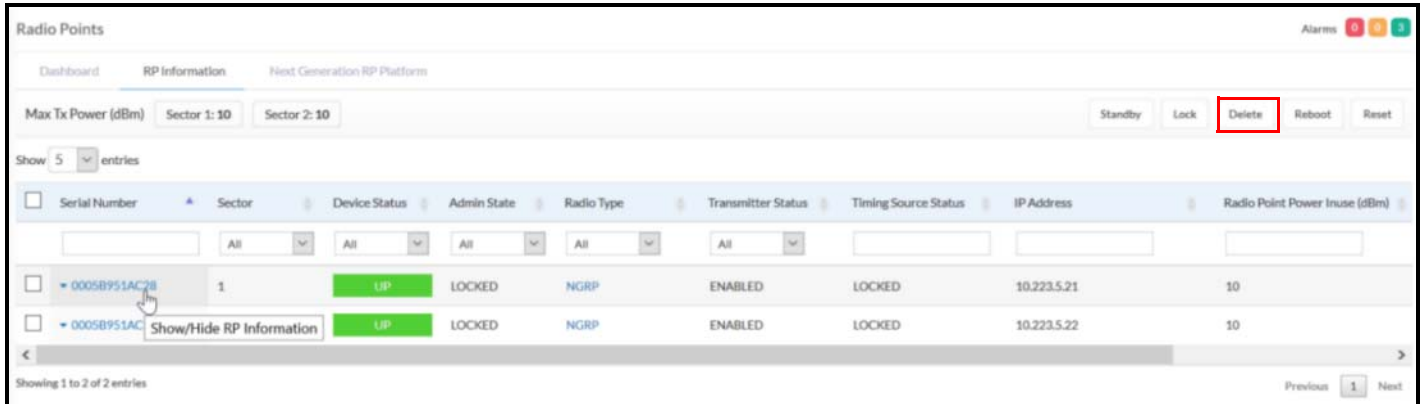 Radio Points Alarms 0 0 3
Dashboard RP Information Next Generation RP Platform
Max Tx Power (dBm) Sector 1: 10 Sector 2: 10 Standby Lock Delete Reboot Reset
Show 5 entries
Serial Number Sector Device Status Admin State Radio Type Transmitter Status Timing Source Status IP Address Radio Point Power Inuse (dBm)
All All All All All
0005B951AC28 1 UP LOCKED NGRP ENABLED LOCKED 10.223.5.21 10
0005B951AC Show/Hide RP Information UP LOCKED NGRP ENABLED LOCKED 10.223.5.22 10
Showing 1 to 2 of 2 entries Previous 1 Next